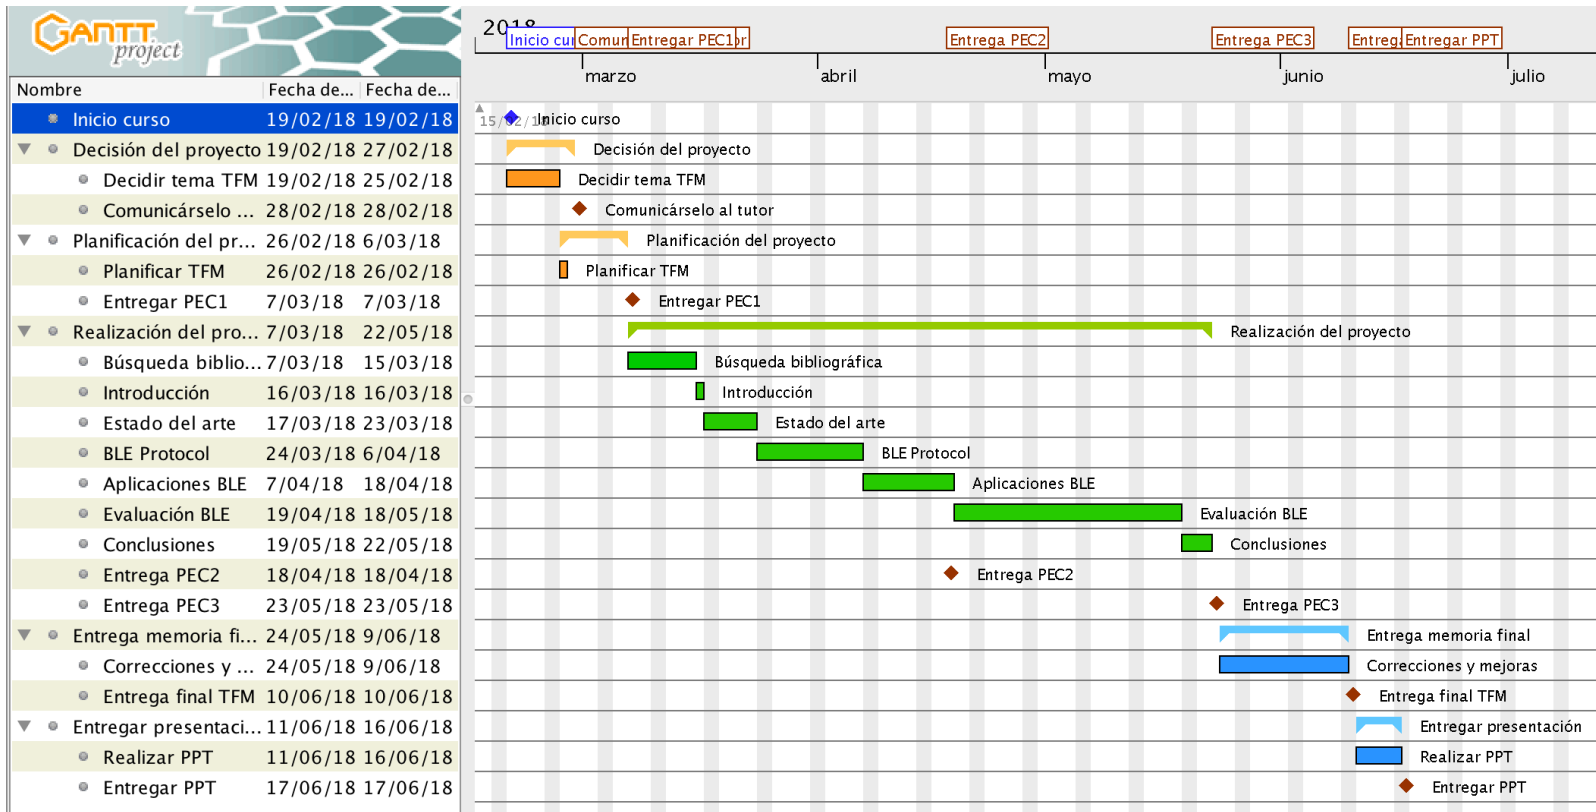 GANTT
project
2018
Inicio cur
Comun
Entregar PEC1
or
Entrega PEC2
Entrega PEC3
Entreg
Entregar PPT
marzo
abril
mayo
junio
julio
Nombre Fecha de... Fecha de...
Inicio curso 19/02/18 19/02/18 Inicio curso
Decisión del proyecto 19/02/18 27/02/18 Decisión del proyecto
Decidir tema TFM 19/02/18 25/02/18 Decidir tema TFM
Comunicárselo ... 28/02/18 28/02/18 Comunicárselo al tutor
Planificación del pr... 26/02/18 6/03/18 Planificación del proyecto
Planificar TFM 26/02/18 26/02/18 Planificar TFM
Entregar PEC1 7/03/18 7/03/18 Entregar PEC1
Realización del pro... 7/03/18 22/05/18 Realización del proyecto
Búsqueda biblio... 7/03/18 15/03/18 Búsqueda bibliográfica
Introducción 16/03/18 16/03/18 Introducción
Estado del arte 17/03/18 23/03/18 Estado del arte
BLE Protocol 24/03/18 6/04/18 BLE Protocol
Aplicaciones BLE 7/04/18 18/04/18 Aplicaciones BLE
Evaluación BLE 19/04/18 18/05/18 Evaluación BLE
Conclusiones 19/05/18 22/05/18 Conclusiones
Entrega PEC2 18/04/18 18/04/18 Entrega PEC2
Entrega PEC3 23/05/18 23/05/18 Entrega PEC3
Entrega memoria fi... 24/05/18 9/06/18 Entrega memoria final
Correcciones y ... 24/05/18 9/06/18 Correcciones y mejoras
Entrega final TFM 10/06/18 10/06/18 Entrega final TFM
Entregar presentaci... 11/06/18 16/06/18 Entregar presentación
Realizar PPT 11/06/18 16/06/18 Realizar PPT
Entregar PPT 17/06/18 17/06/18 Entregar PPT